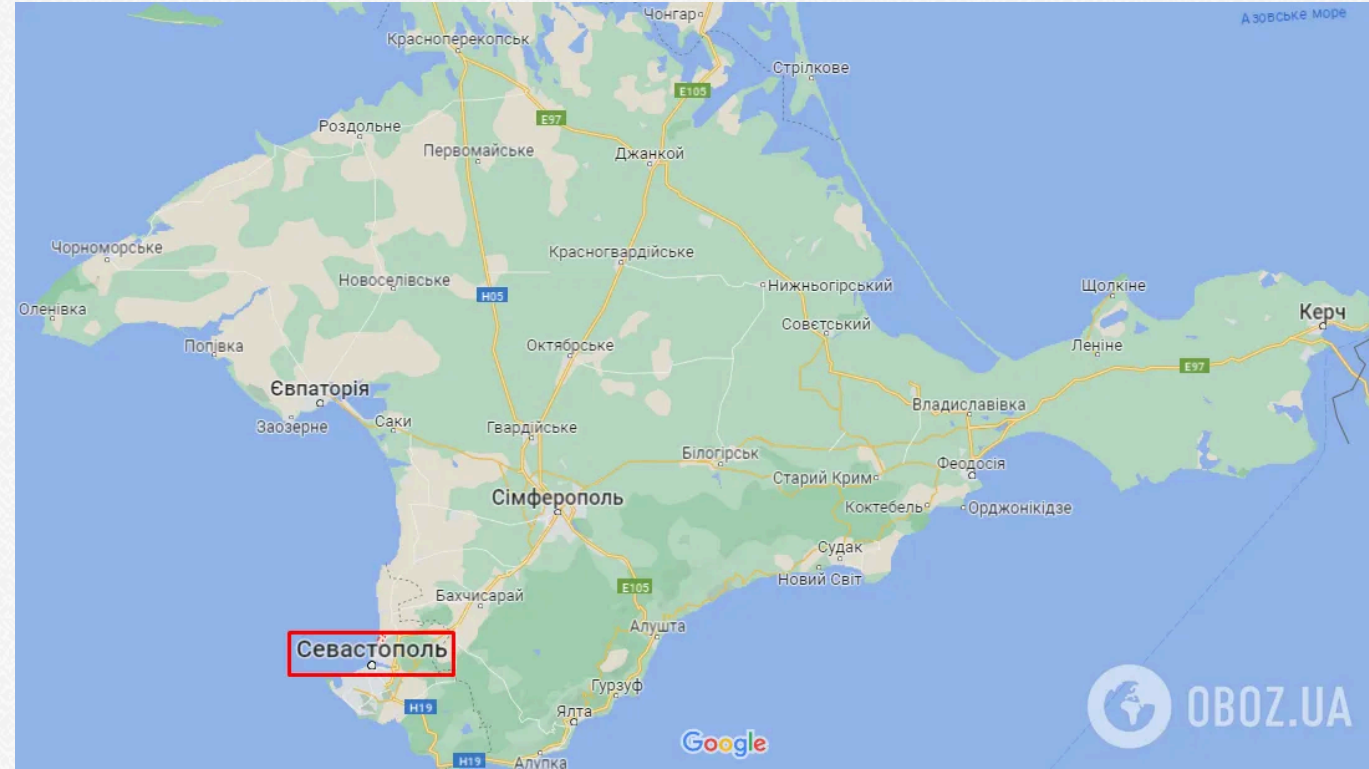 Чонгар
Азовське море
Красноперекопськ
Стрілкове
E105
E97
Роздольне
Первомайське
Джанкой
Чорноморське
Красногвардійське
Новоселівське
Нижньогірський
Щолкіне
H05
Оленівка
Керч
Совєтський
Попівка
Октябрське
Леніне
E97
Євпаторія
Владиславівка
Заозерне
Саки
Гвардійське
Білогірськ
Феодосія
Старий Крим
Сімферополь
Коктебель
Орджонікідзе
Судак
Новий Світ
E105
Бахчисарай
Алушта
Севастополь
Гурзуф
H19
Ялта
OBOZ.UA
Google
H19
Алупка